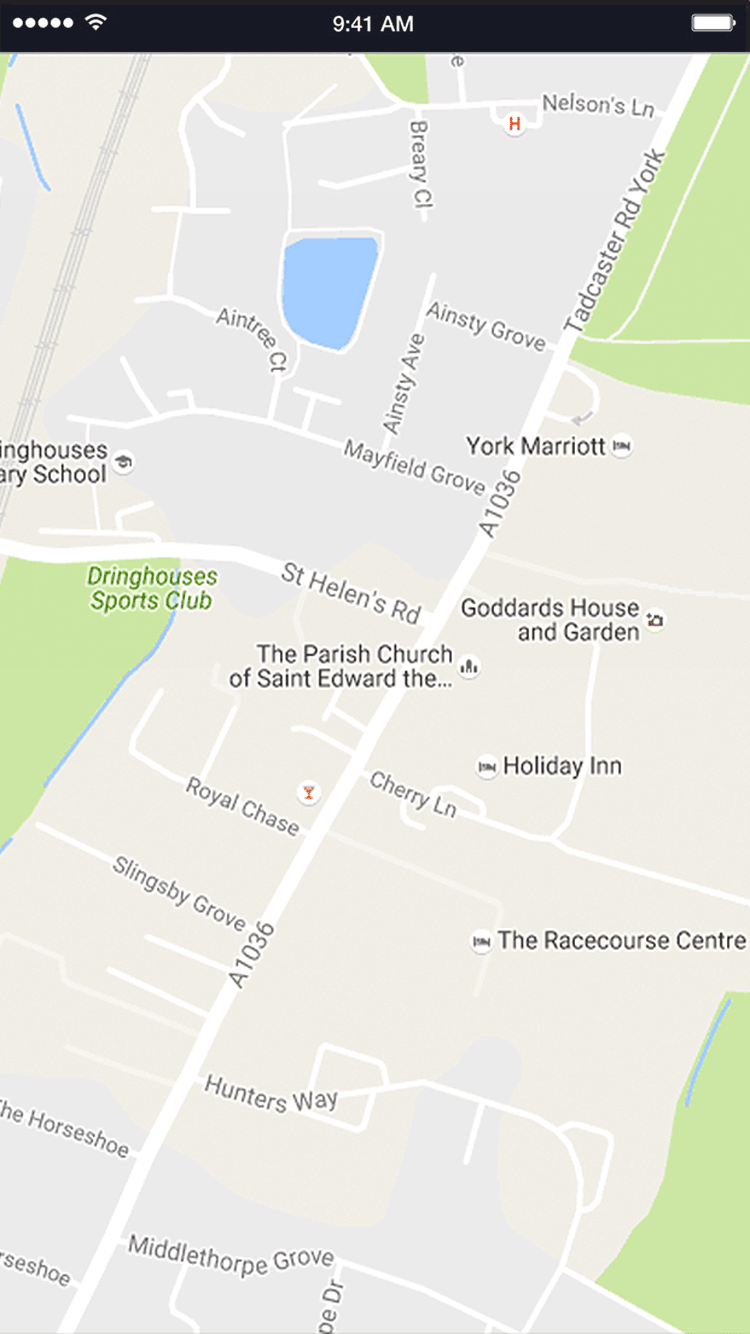 9:41 AM
Nelson's Ln
H
Breary Cl
Tadcaster Rd York
Aintree Ct
Ainsty Grove
Ainsty Ave
York Marriott
inghouses
ary School
Mayfield Grove
A1036
Dringhouses
Sports Club
St Helen's Rd
Goddards House
and Garden
The Parish Church
of Saint Edward the...
Holiday Inn
Cherry Ln
Royal Chase
Slingsby Grove
A1036
The Racecourse Centre
Hunters Way
he Horseshoe
Middlethorpe Grove
rseshoe
pe Dr